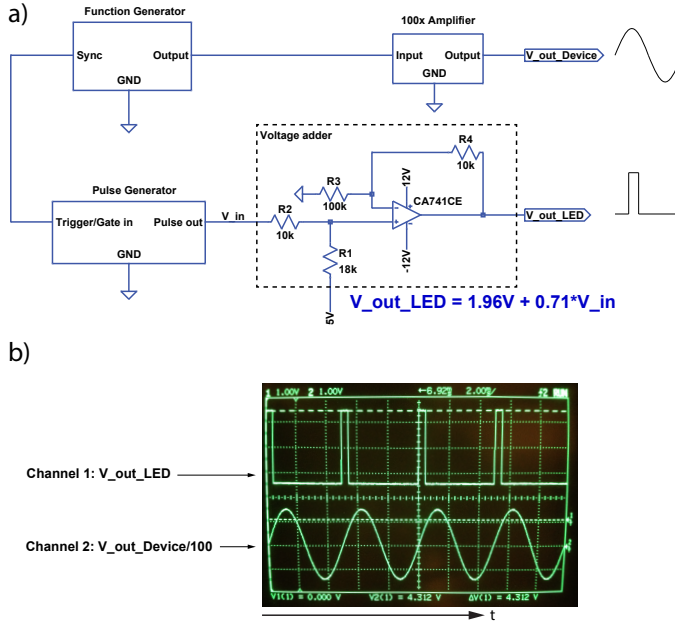 a)
Function Generator
Sync
Output
GND
100x Amplifier
Input
Output
GND
V_out_Device
Voltage adder
R4
10k
R3
100k
12V
CA741CE
-12V
Pulse Generator
Trigger/Gate in
Pulse out
GND
V_in
R2
10k
R1
18k
5V
V_out_LED
V_out_LED = 1.96V + 0.71*V_in
b)
1 1.00V 2 1.00V
2.00
RUN
Channel 1: V_out_LED
Channel 2: V_out_Device/100
V1(1) = 0.000 V V2(1) = 4.312 V ΔV(1) = 4.312 V
t